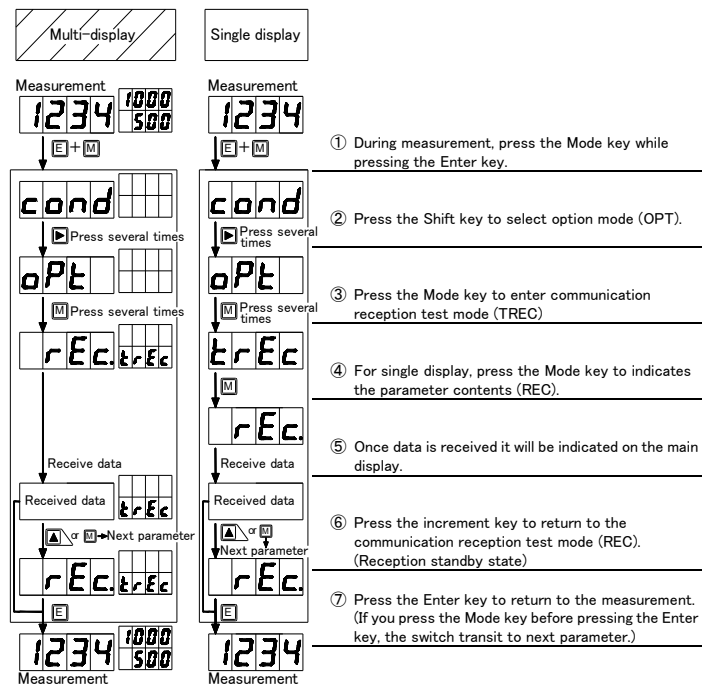 Multi-display
Single display
Measurement
1234
1000
500
E+M
cond
▶ Press several times
oPt
M Press several times
rEc.
trEc
Receive data
Received data
trEc
▲ or M → Next parameter
rEc.
trEc
E
1234
1000
500
Measurement
Measurement
1234
E+M
cond
▶ Press several
times
oPt
M Press several
times
trEc
M
rEc.
Receive data
Received data
▲ or M
Next parameter
rEc.
E
1234
Measurement
① During measurement, press the Mode key while
pressing the Enter key.
② Press the Shift key to select option mode (OPT).
③ Press the Mode key to enter communication
reception test mode (TREC)
④ For single display, press the Mode key to indicates
the parameter contents (REC).
⑤ Once data is received it will be indicated on the main
display.
⑥ Press the increment key to return to the
communication reception test mode (REC).
(Reception standby state)
⑦ Press the Enter key to return to the measurement.
(If you press the Mode key before pressing the Enter
key, the switch transit to next parameter.)